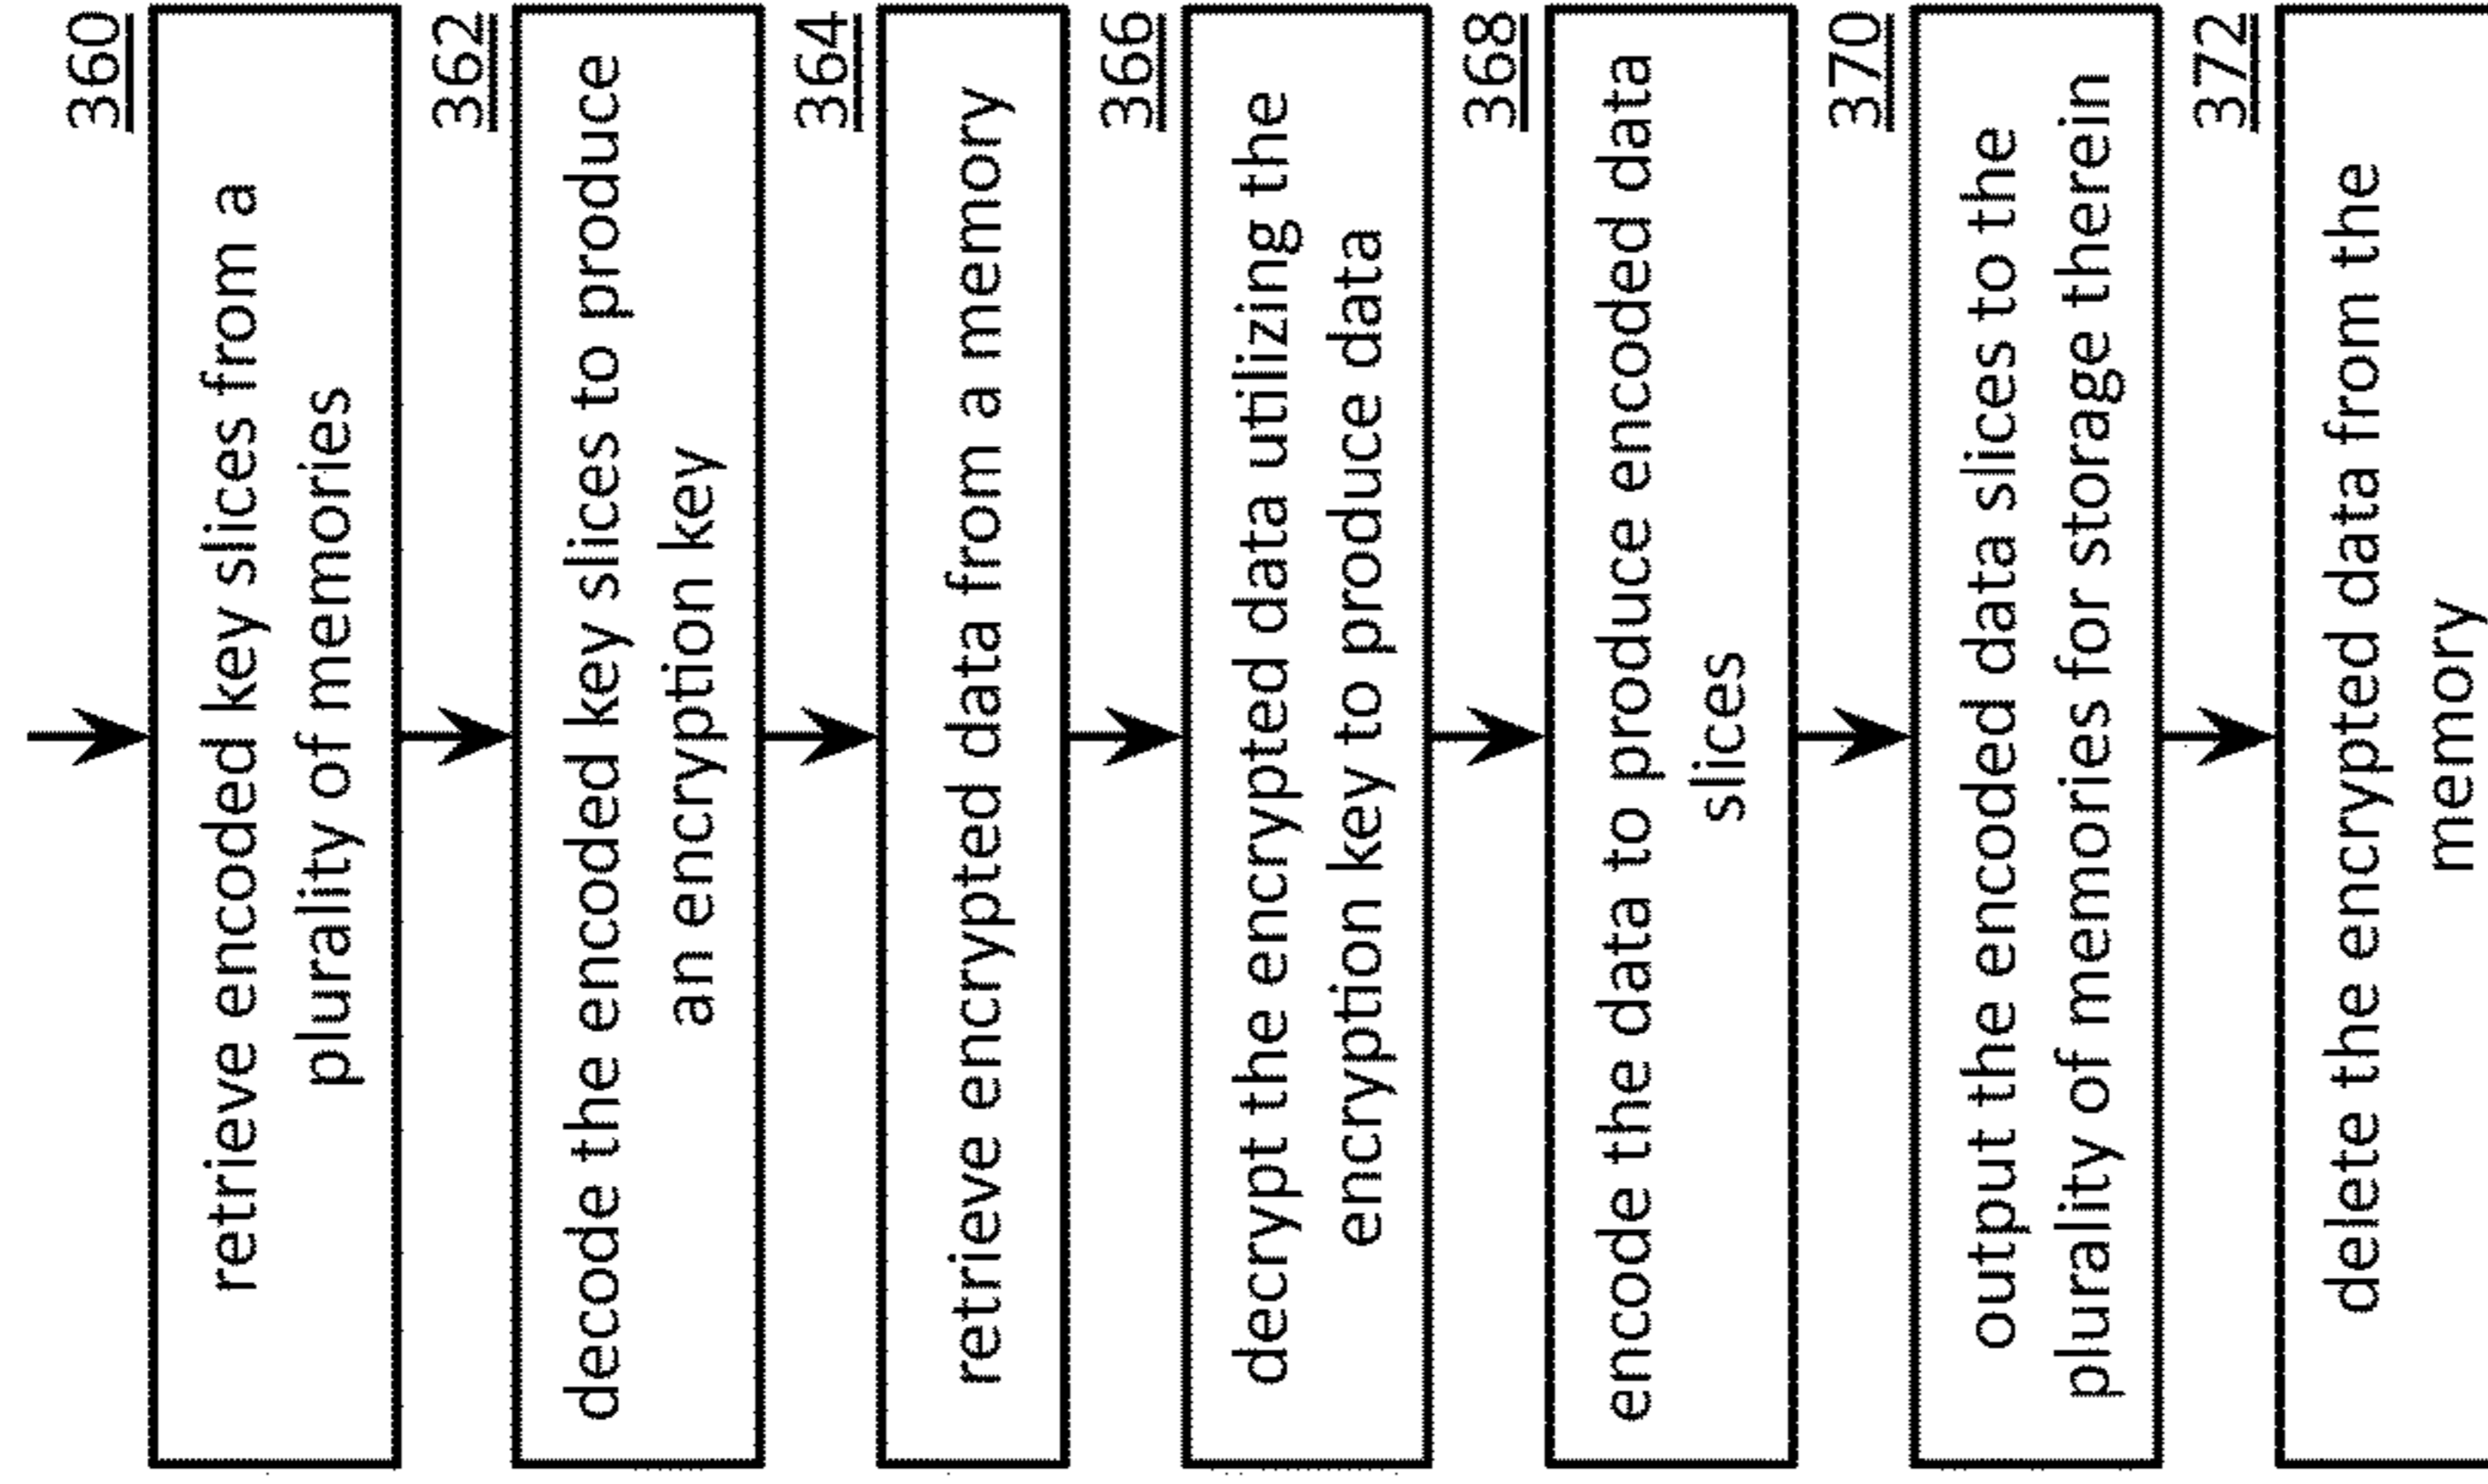 360
retrieve encoded key slices from a
plurality of memories
362
decode the encoded key slices to produce
an encryption key
364
retrieve encrypted data from a memory
366
decrypt the encrypted data utilizing the
encryption key to produce data
368
encode the data to produce encoded data
slices
370
output the encoded data slices to the
plurality of memories for storage therein
372
delete the encrypted data from the
memory